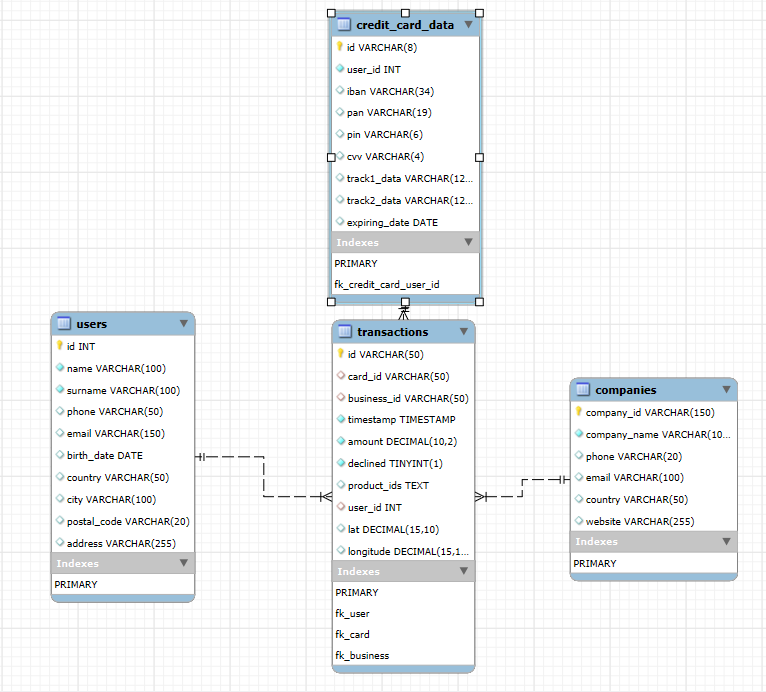 credit_card_data
id VARCHAR(8)
user_id INT
iban VARCHAR(34)
pan VARCHAR(19)
pin VARCHAR(6)
cvv VARCHAR(4)
track1_data VARCHAR(12...
track2_data VARCHAR(12...
expiring_date DATE
Indexes
PRIMARY
fk_credit_card_user_id
users
id INT
name VARCHAR(100)
surname VARCHAR(100)
phone VARCHAR(50)
email VARCHAR(150)
birth_date DATE
country VARCHAR(50)
city VARCHAR(100)
postal_code VARCHAR(20)
address VARCHAR(255)
Indexes
PRIMARY
transactions
id VARCHAR(50)
card_id VARCHAR(50)
business_id VARCHAR(50)
timestamp TIMESTAMP
amount DECIMAL(10,2)
declined TINYINT(1)
product_ids TEXT
user_id INT
lat DECIMAL(15,10)
longitude DECIMAL(15,1...
Indexes
PRIMARY
fk_user
fk_card
fk_business
companies
company_id VARCHAR(150)
company_name VARCHAR(10...
phone VARCHAR(20)
email VARCHAR(100)
country VARCHAR(50)
website VARCHAR(255)
Indexes
PRIMARY